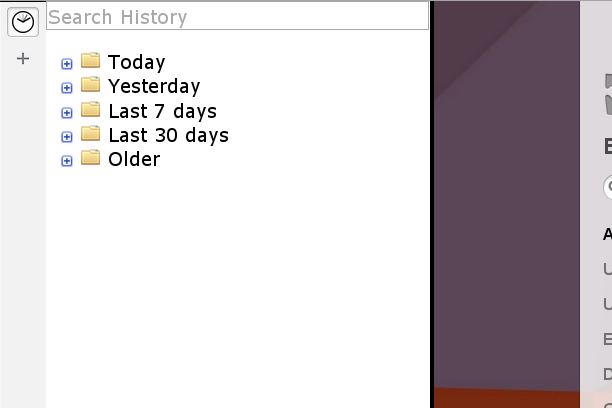 Search History
Today
Yesterday
Last 7 days
Last 30 days
Older
A
U
U
E
D